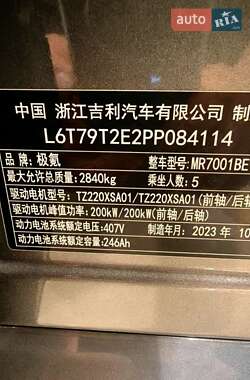 AUTO.RIA
中国 浙江吉利汽车有限公司 制
L6T79T2E2PP084114
品牌:极氪 整车型号:MR7001BE
最大允许总质量:2840kg 乘坐人数:5
驱动电机型号:TZ220XSA01/TZ220XSA01(前轴/后轴
驱动电机峰值功率:200kW/200kW(前轴/后轴)
动力电池系统额定电压:407V 制造年月:2023 年 10
动力电池系统额定容量:246Ah